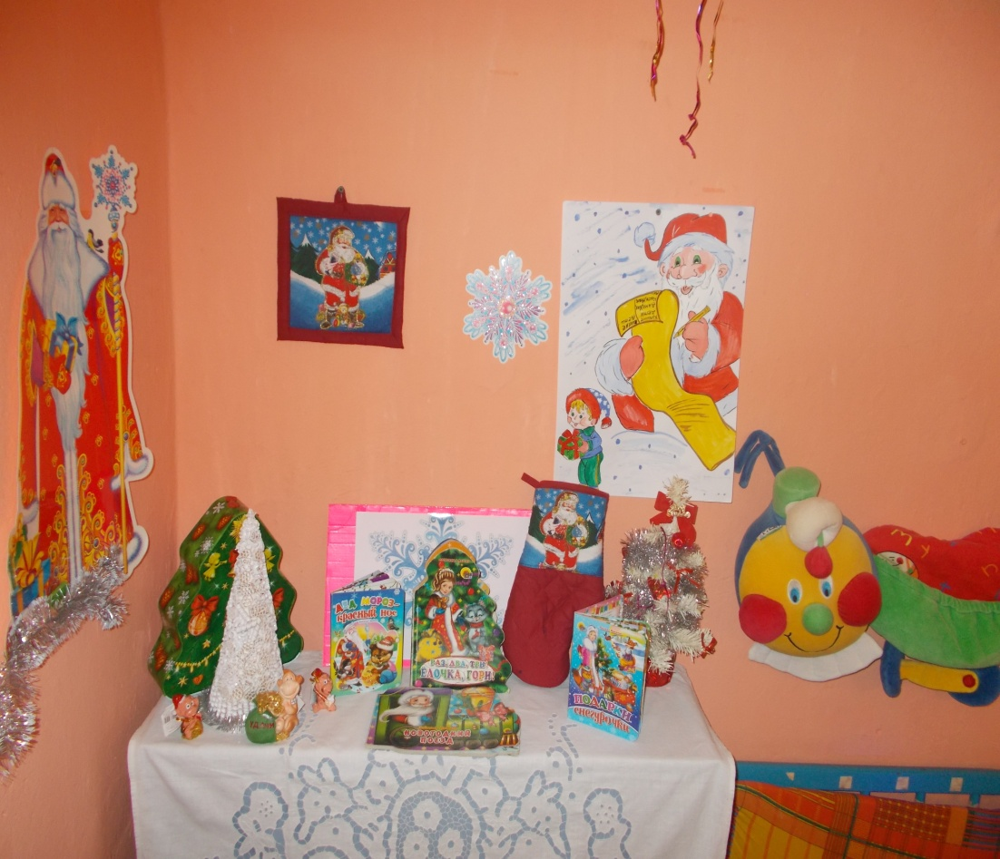 ДЕД МОРОЗ-
красный нос
РАЗ, ДВА, ТРИ
ЁЛОЧКА, ГОРИ!
НОВОГОДНИЙ
ПОЕЗД
ПОДАРКИ
снегурочки